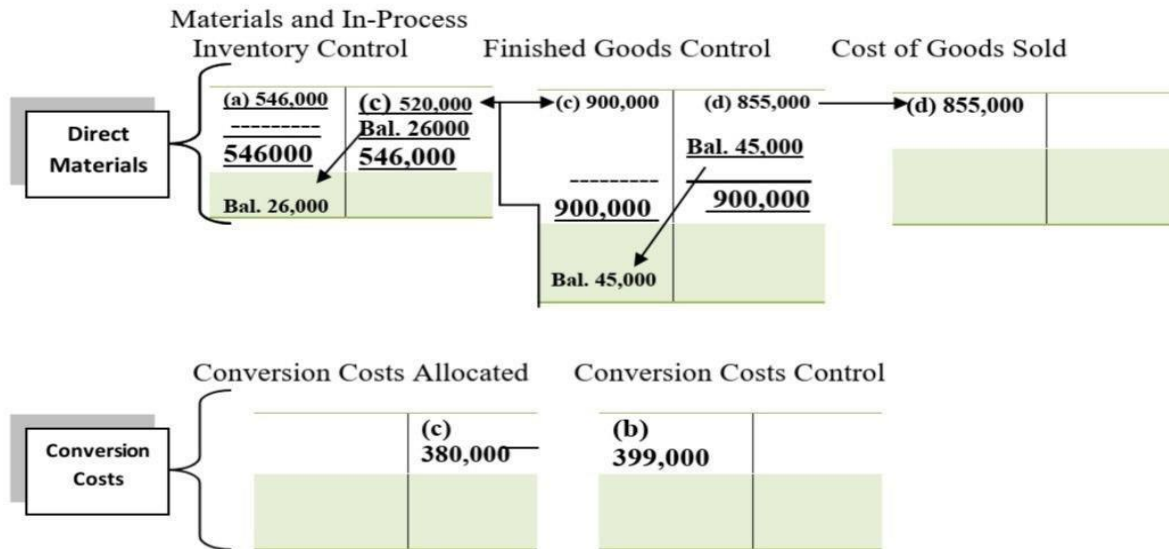 Materials and In-Process
Inventory Control
Finished Goods Control
Cost of Goods Sold
Direct
Materials
(a) 546,000
----------
546000
Bal. 26,000
(c) 520,000
Bal. 26000
546,000
(c) 900,000
----------
900,000
Bal. 45,000
(d) 855,000
Bal. 45,000
900,000
(d) 855,000
Conversion Costs Allocated
Conversion Costs Control
Conversion
Costs
(c)
380,000
(b)
399,000